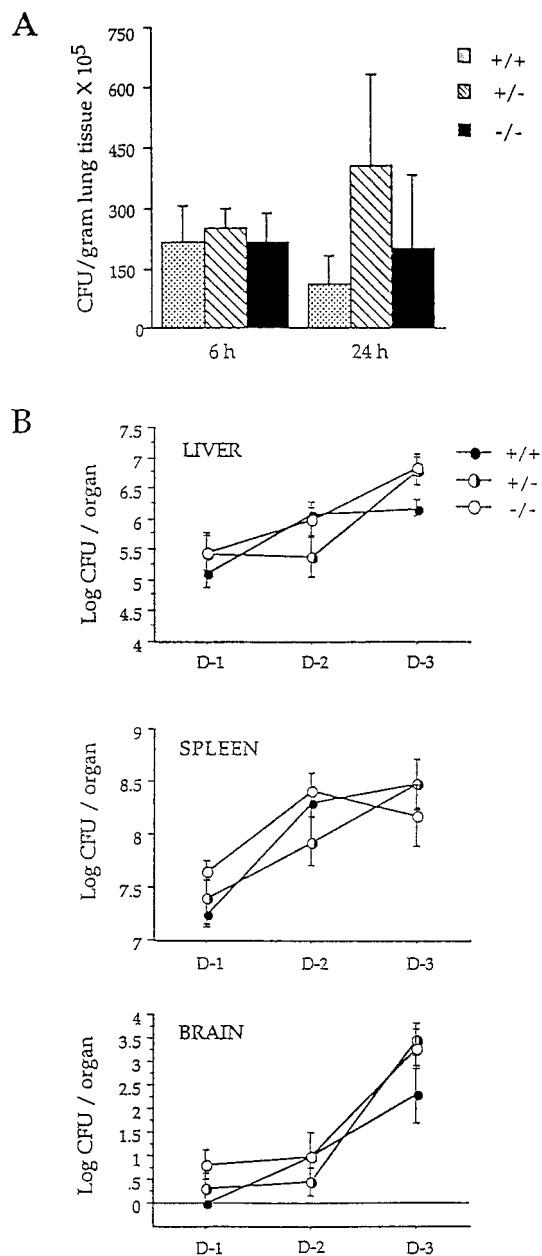 A
CFU/gram lung tissue X 10⁵
750
600
450
300
150
0
6 h
24 h
+/+
+/-
-/-
B
LIVER
Log CFU / organ
7.5
7
6.5
6
5.5
5
4.5
4
D-1
D-2
D-3
+/+
+/-
-/-
SPLEEN
Log CFU / organ
9
8.5
8
7.5
7
D-1
D-2
D-3
BRAIN
Log CFU / organ
4
3.5
3
2.5
2
1.5
1
.5
0
D-1
D-2
D-3